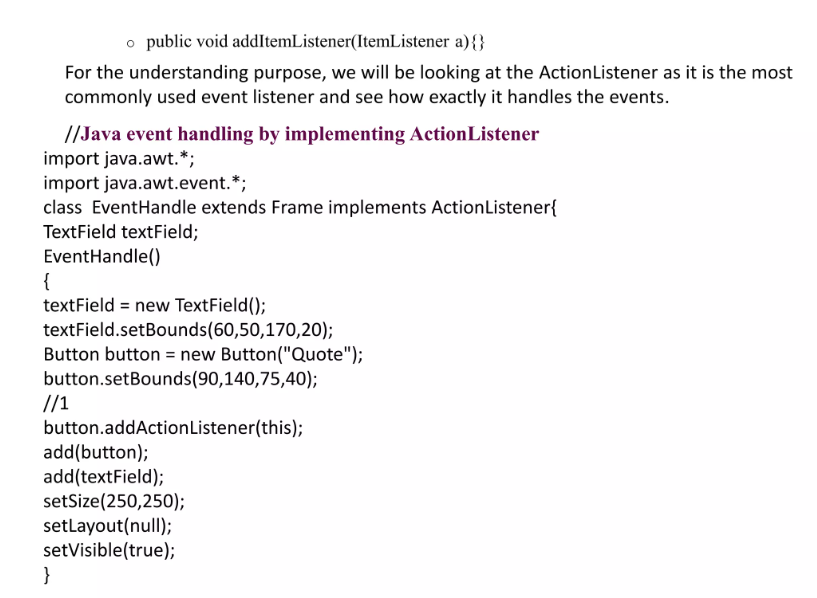 ○ public void addItemListener(ItemListener a){}
For the understanding purpose, we will be looking at the ActionListener as it is the most
commonly used event listener and see how exactly it handles the events.
//Java event handling by implementing ActionListener
import java.awt.*;
import java.awt.event.*;
class  EventHandle extends Frame implements ActionListener{
TextField textField;
EventHandle()
{
textField = new TextField();
textField.setBounds(60,50,170,20);
Button button = new Button("Quote");
button.setBounds(90,140,75,40);
//1
button.addActionListener(this);
add(button);
add(textField);
setSize(250,250);
setLayout(null);
setVisible(true);
}